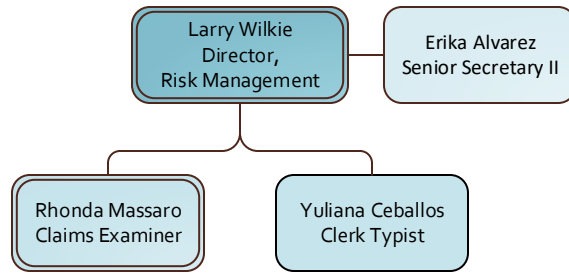 Larry Wilkie
Director,
Risk Management
Erika Alvarez
Senior Secretary II
Rhonda Massaro
Claims Examiner
Yuliana Ceballos
Clerk Typist